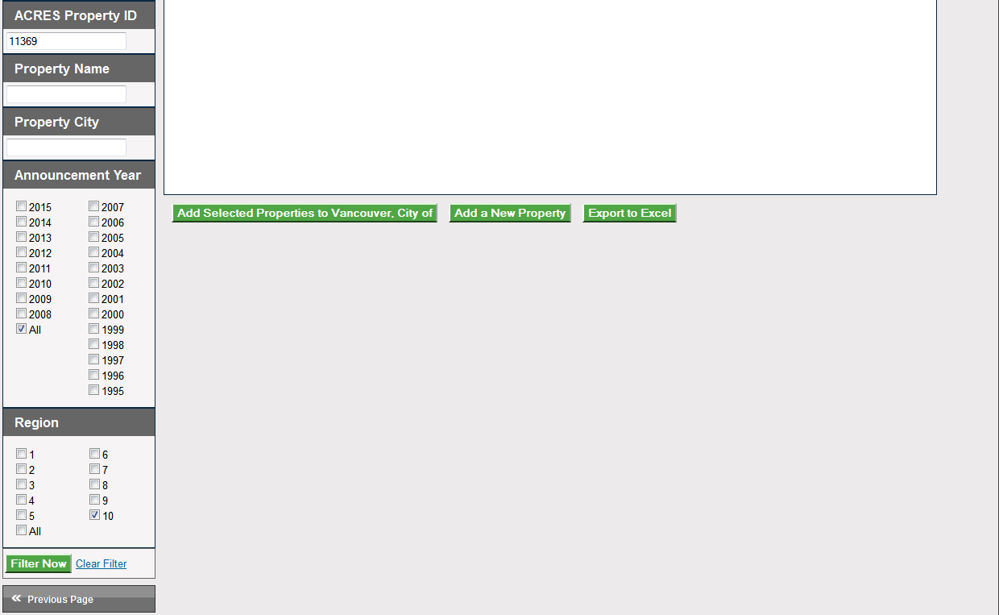 ACRES Property ID
11369
Property Name
Property City
Announcement Year
2015 2007
2014 2006
2013 2005
2012 2004
2011 2003
2010 2002
2009 2001
2008 2000
All 1999
1998
1997
1996
1995
Region
1 6
2 7
3 8
4 9
5 10
All
Filter Now Clear Filter
« Previous Page
Add Selected Properties to Vancouver, City of Add a New Property Export to Excel